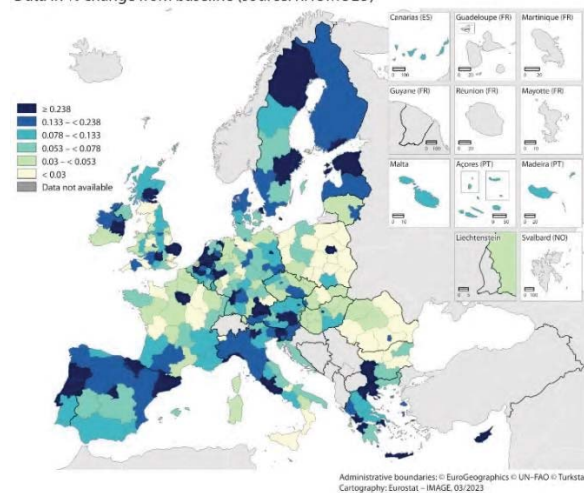 Canarias (ES)
Guadeloupe (FR)
Martinique (FR)
Guyane (FR)
Réunion (FR)
Mayotte (FR)
Malta
Açores (PT)
Madeira (PT)
Liechtenstein
Svalbard (NO)
≥ 0.238
0.133 – < 0.238
0.078 – < 0.133
0.053 – < 0.078
0.03 – < 0.053
< 0.03
Data not available
Administrative boundaries: © EuroGeographics © UN–FAO © Turksta
Cartography: Eurostat – IMAGE, 03/2023